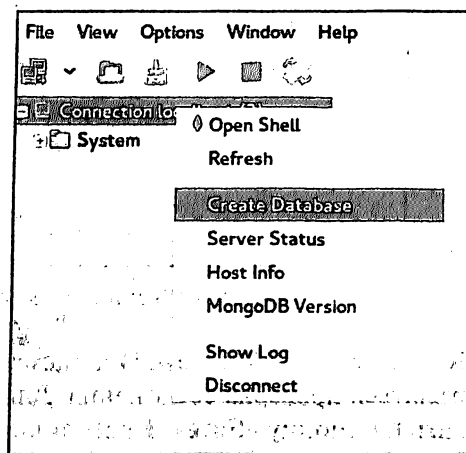 File View Options Window Help
Connection lo
Open Shell
System
Refresh
Create Database
Server Status
Host Info
MongoDB Version
Show Log
Disconnect